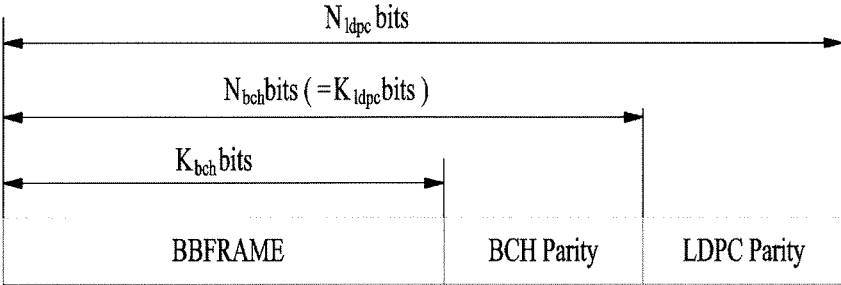 N_ldpc bits
N_bch bits ( =K_ldpc bits )
K_bch bits
BBFRAME BCH Parity LDPC Parity